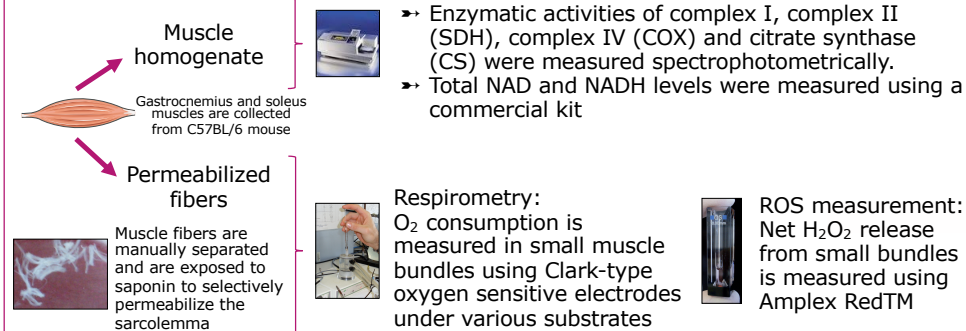 Muscle
homogenate
➳ Enzymatic activities of complex I, complex II
(SDH), complex IV (COX) and citrate synthase
(CS) were measured spectrophotometrically.
➳ Total NAD and NADH levels were measured using a
commercial kit
Gastrocnemius and soleus
muscles are collected
from C57BL/6 mouse
Permeabilized
fibers
Muscle fibers are
manually separated
and are exposed to
saponin to selectively
permeabilize the
sarcolemma
Respirometry:
O₂ consumption is
measured in small muscle
bundles using Clark-type
oxygen sensitive electrodes
under various substrates
ROS measurement:
Net H₂O₂ release
from small bundles
is measured using
Amplex RedTM